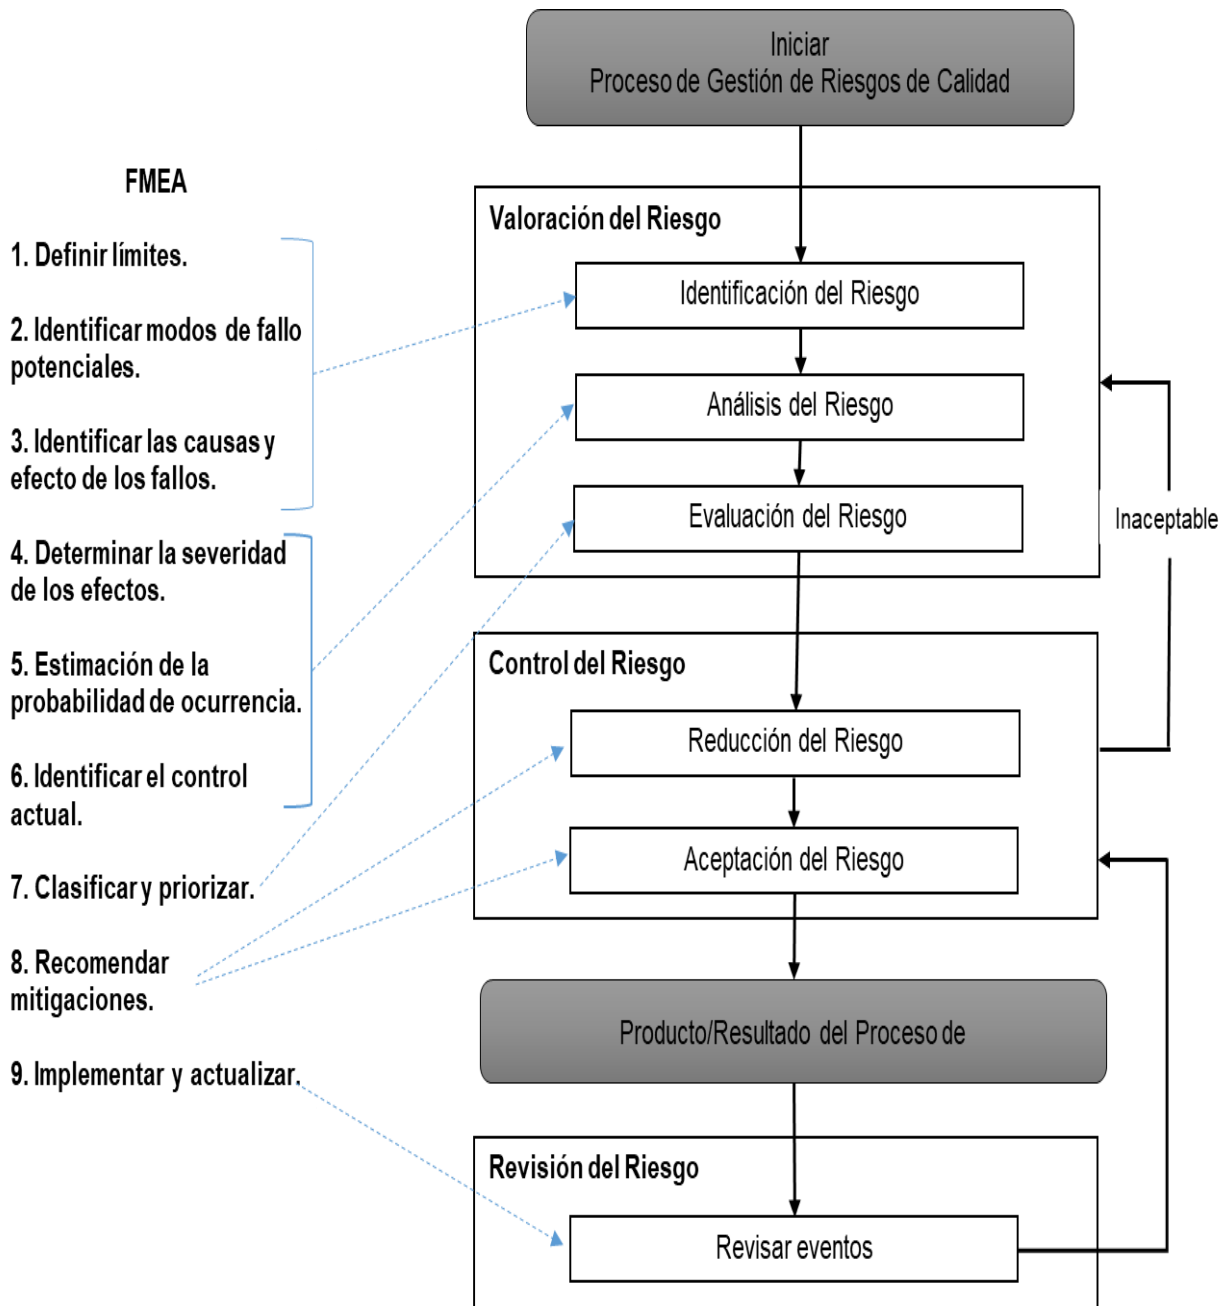 Iniciar
Proceso de Gestión de Riesgos de Calidad
FMEA
1. Definir límites.
2. Identificar modos de fallo
potenciales.
3. Identificar las causas y
efecto de los fallos.
4. Determinar la severidad
de los efectos.
5. Estimación de la
probabilidad de ocurrencia.
6. Identificar el control
actual.
7. Clasificar y priorizar.
8. Recomendar
mitigaciones.
9. Implementar y actualizar.
Valoración del Riesgo
Identificación del Riesgo
Análisis del Riesgo
Evaluación del Riesgo
Inaceptable
Control del Riesgo
Reducción del Riesgo
Aceptación del Riesgo
Producto/Resultado del Proceso de
Revisión del Riesgo
Revisar eventos